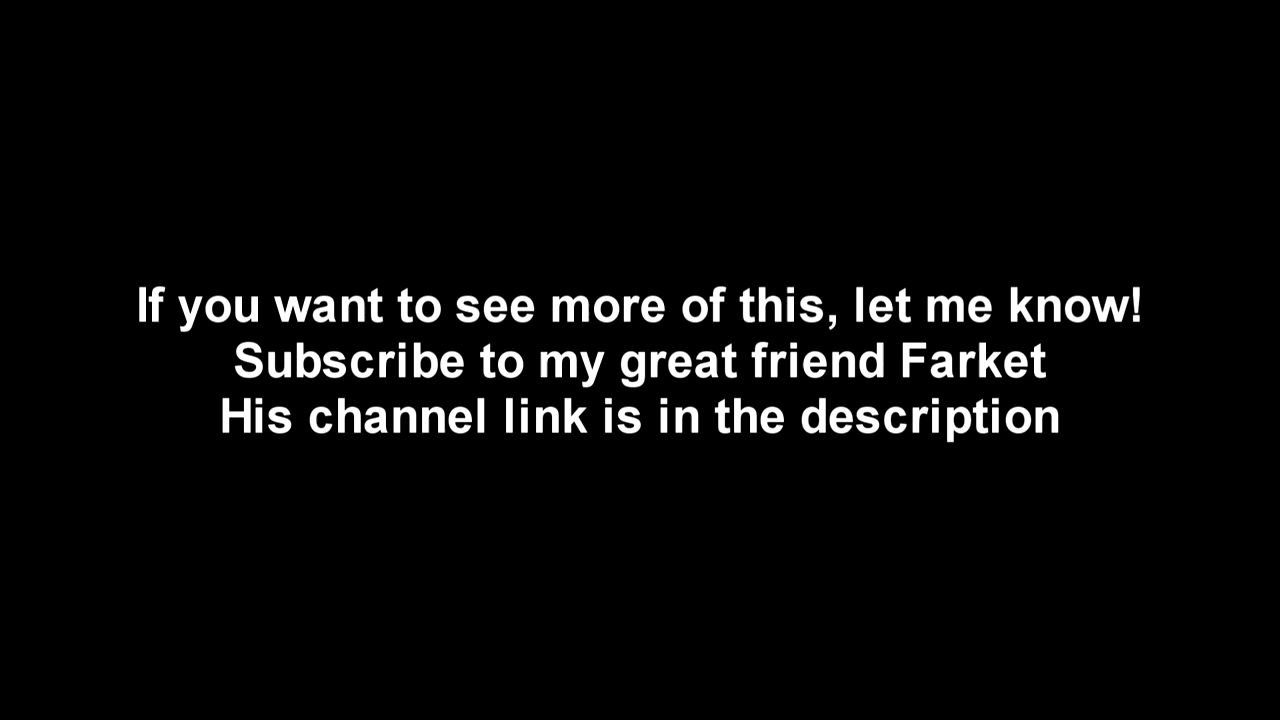 If you want to see more of this, let me know!
Subscribe to my great friend Farket
His channel link is in the description